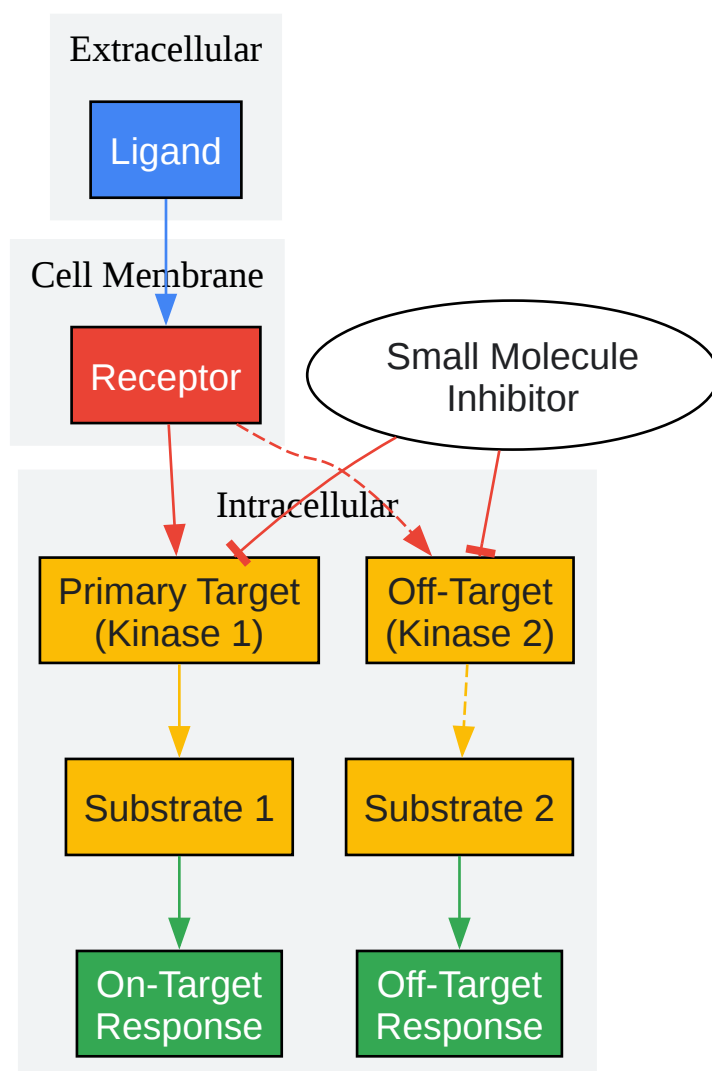 Extracellular
Ligand
Cell Membrane
Receptor
Small Molecule
Inhibitor
Intracellular
Primary Target
(Kinase 1)
Off-Target
(Kinase 2)
Substrate 1
Substrate 2
On-Target
Response
Off-Target
Response